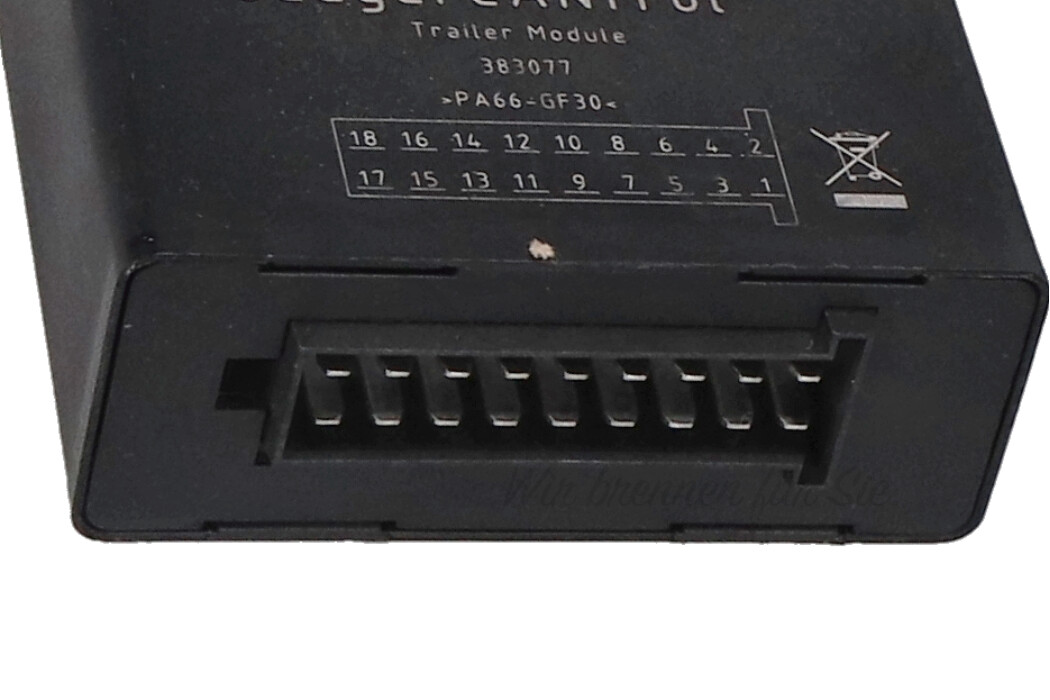 Trailer Module
383077
>PA66-GF30<
18 16 14 12 10 8 6 4 2
17 15 13 11 9 7 5 3 1
Wir brennen für Sie